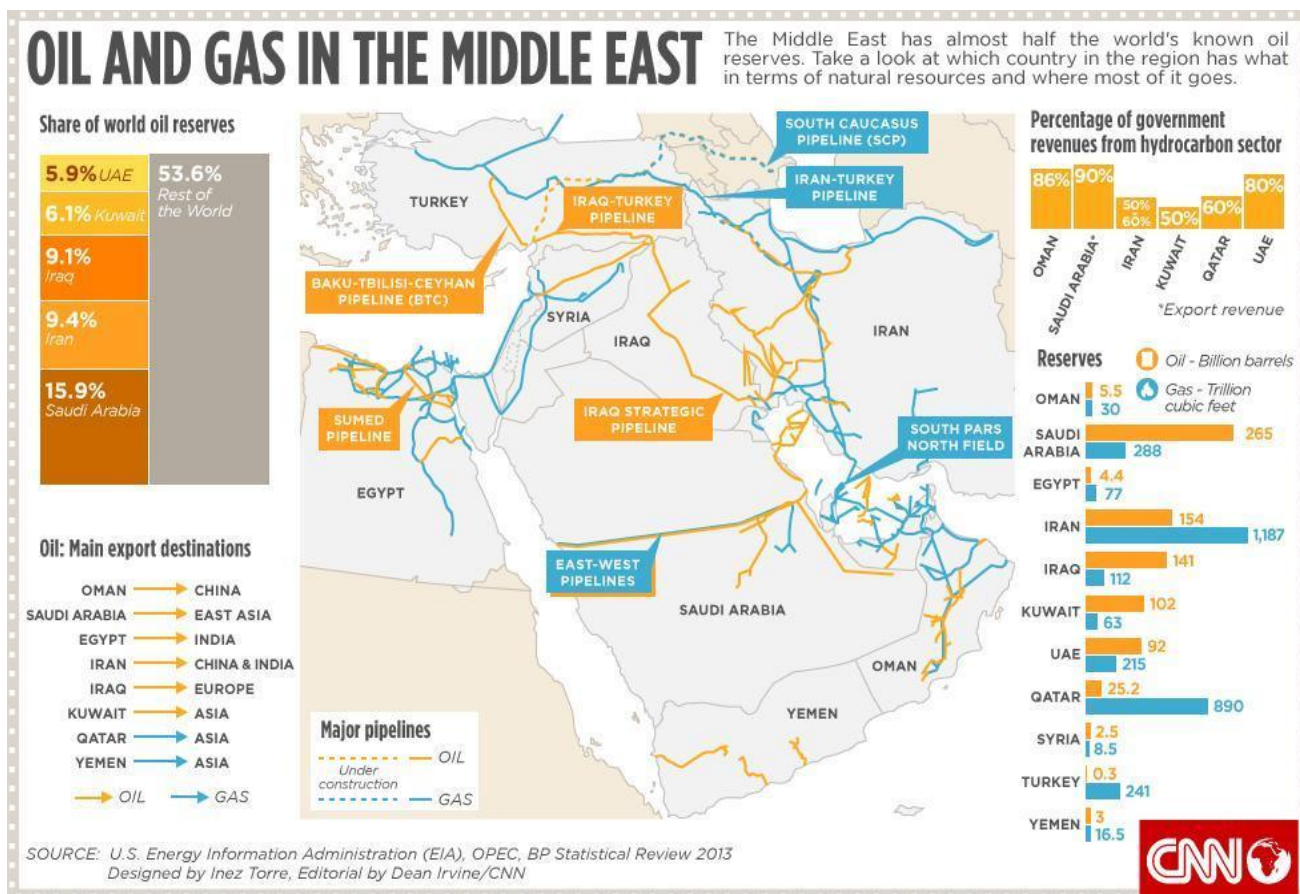 OIL AND GAS IN THE MIDDLE EAST
The Middle East has almost half the world's known oil
reserves. Take a look at which country in the region has what
in terms of natural resources and where most of it goes.
Share of world oil reserves
5.9% UAE
6.1% Kuwait
9.1%
Iraq
9.4%
Iran
15.9%
Saudi Arabia
53.6%
Rest of
the World
Oil: Main export destinations
OMAN CHINA
SAUDI ARABIA EAST ASIA
EGYPT INDIA
IRAN CHINA & INDIA
IRAQ EUROPE
KUWAIT ASIA
QATAR ASIA
YEMEN ASIA
OIL GAS
SOUTH CAUCASUS
PIPELINE (SCP)
IRAN-TURKEY
PIPELINE
TURKEY
IRAQ-TURKEY
PIPELINE
BAKU-TBILISI-CEYHAN
PIPELINE (BTC)
SYRIA
IRAQ
IRAN
SUMED
PIPELINE
IRAQ STRATEGIC
PIPELINE
SOUTH PARS
NORTH FIELD
EGYPT
EAST-WEST
PIPELINES
SAUDI ARABIA
OMAN
YEMEN
Major pipelines
OIL
Under
construction
GAS
Percentage of government
revenues from hydrocarbon sector
86%
90%
50%
60%
50%
60%
80%
OMAN
SAUDI ARABIA*
IRAN
KUWAIT
QATAR
UAE
*Export revenue
Reserves
Oil - Billion barrels
Gas - Trillion
cubic feet
OMAN
5.5
30
SAUDI
ARABIA
265
288
EGYPT
4.4
77
IRAN
154
1,187
IRAQ
141
112
KUWAIT
102
63
UAE
92
215
QATAR
25.2
890
SYRIA
2.5
8.5
TURKEY
0.3
241
YEMEN
3
16.5
SOURCE: U.S. Energy Information Administration (EIA), OPEC, BP Statistical Review 2013
Designed by Inez Torre, Editorial by Dean Irvine/CNN
CNN